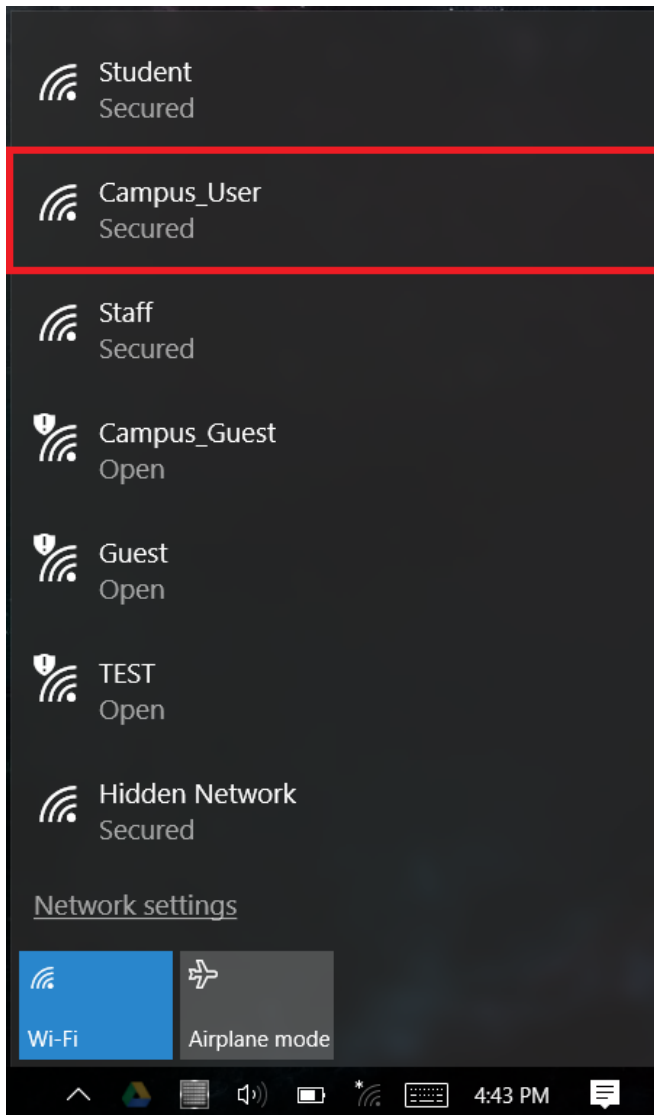 Student
Secured
Campus_User
Secured
Staff
Secured
Campus_Guest
Open
Guest
Open
TEST
Open
Hidden Network
Secured
Network settings
Wi-Fi
Airplane mode
4:43 PM